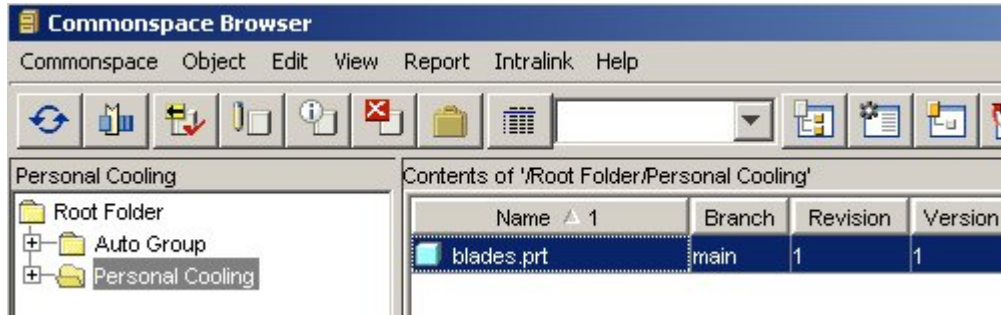 Commonspace Browser
Commonspace Object Edit View Report Intralink Help
Personal Cooling
Contents of '/Root Folder/Personal Cooling'
Root Folder
Auto Group
Personal Cooling
Name 1 Branch Revision Version
blades.prt main 1 1